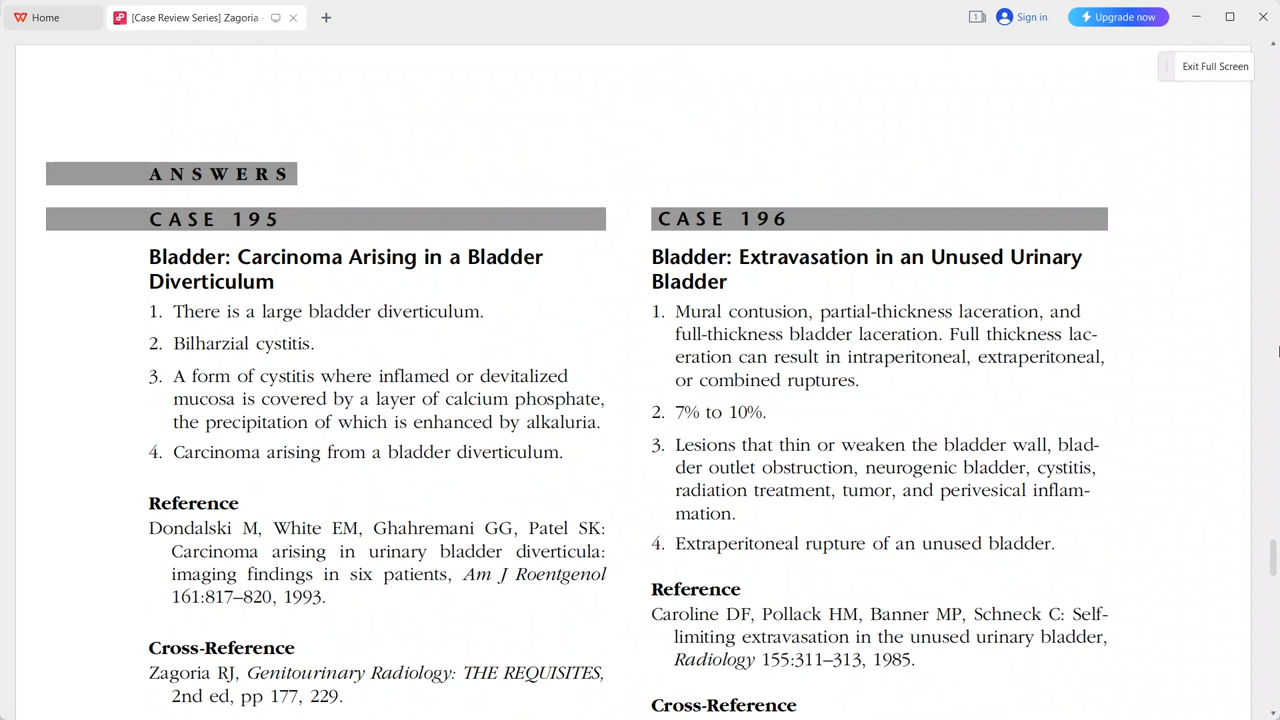 Home
[Case Review Series] Zagoria
1
Sign in
Upgrade now
Exit Full Screen
ANSWERS
CASE 195
Bladder: Carcinoma Arising in a Bladder
Diverticulum
1. There is a large bladder diverticulum.
2. Bilharzial cystitis.
3. A form of cystitis where inflamed or devitalized
mucosa is covered by a layer of calcium phosphate,
the precipitation of which is enhanced by alkaluria.
4. Carcinoma arising from a bladder diverticulum.
Reference
Dondalski M, White EM, Ghahremani GG, Patel SK:
Carcinoma arising in urinary bladder diverticula:
imaging findings in six patients, Am J Roentgenol
161:817–820, 1993.
Cross-Reference
Zagoria RJ, Genitourinary Radiology: THE REQUISITES,
2nd ed, pp 177, 229.
CASE 196
Bladder: Extravasation in an Unused Urinary
Bladder
1. Mural contusion, partial-thickness laceration, and
full-thickness bladder laceration. Full thickness lac-
eration can result in intraperitoneal, extraperitoneal,
or combined ruptures.
2. 7% to 10%.
3. Lesions that thin or weaken the bladder wall, blad-
der outlet obstruction, neurogenic bladder, cystitis,
radiation treatment, tumor, and perivesical inflam-
mation.
4. Extraperitoneal rupture of an unused bladder.
Reference
Caroline DF, Pollack HM, Banner MP, Schneck C: Self-
limiting extravasation in the unused urinary bladder,
Radiology 155:311–313, 1985.
Cross-Reference